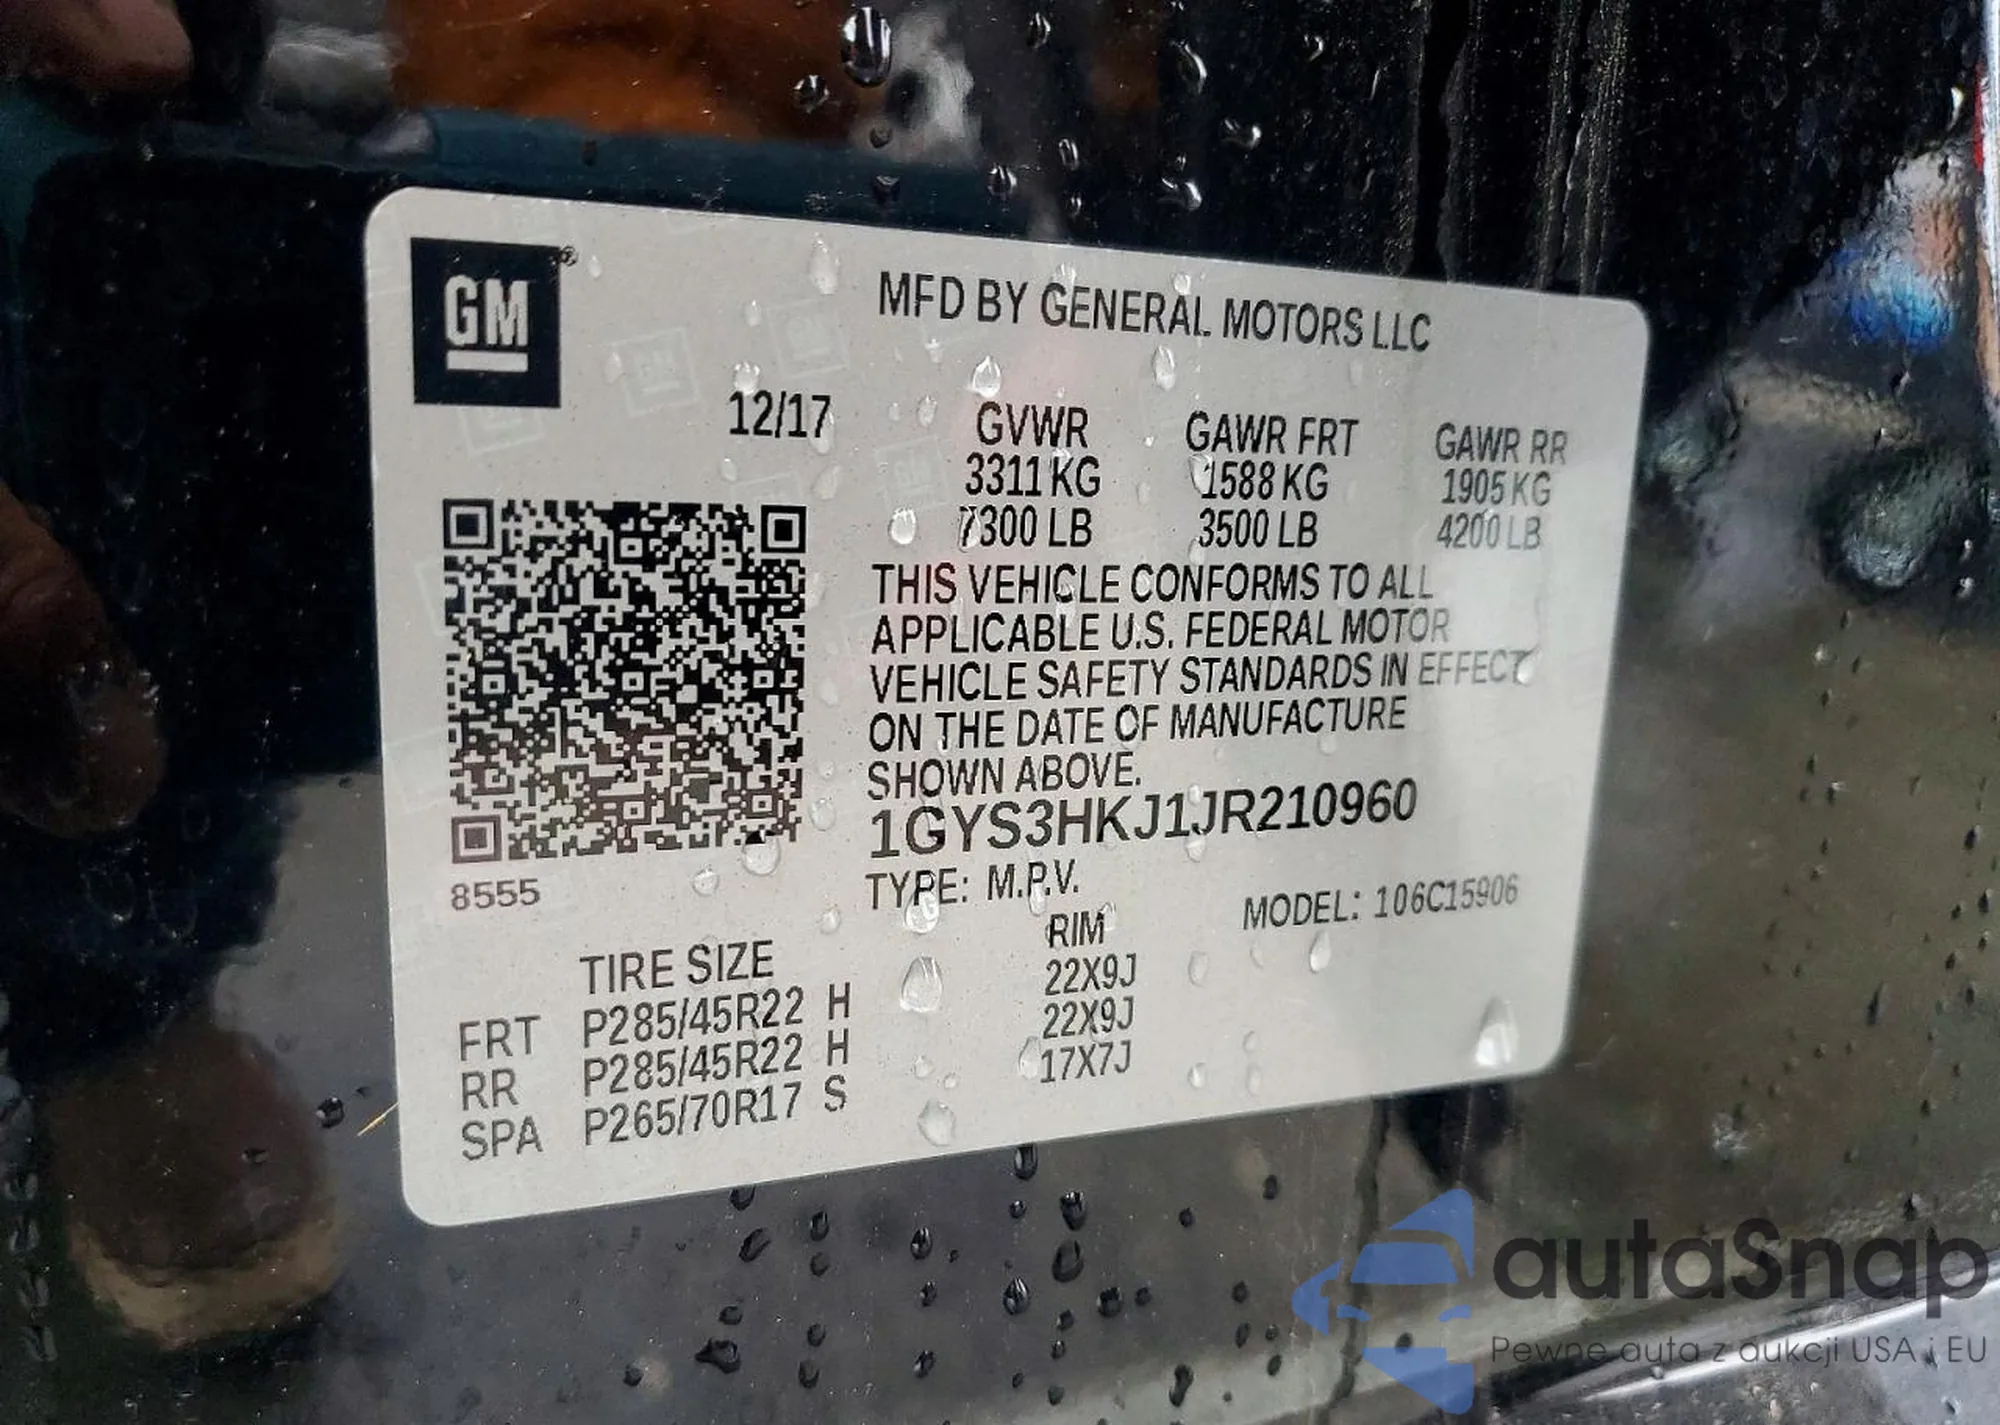 GM®
MFD BY GENERAL MOTORS LLC
12/17 GVWR GAWR FRT GAWR RR
3311 KG 1588 KG 1905 KG
7300 LB 3500 LB 4200 LB
THIS VEHICLE CONFORMS TO ALL
APPLICABLE U.S. FEDERAL MOTOR
VEHICLE SAFETY STANDARDS IN EFFECT
ON THE DATE OF MANUFACTURE
SHOWN ABOVE.
1GYS3HKJ1JR210960
8555
TYPE: M.P.V. MODEL: 106C15906
TIRE SIZE RIM
FRT P285/45R22 H 22X9J
RR P285/45R22 H 22X9J
SPA P265/70R17 S 17X7J
autaSnap
Pewne auta z aukcji USA i EU